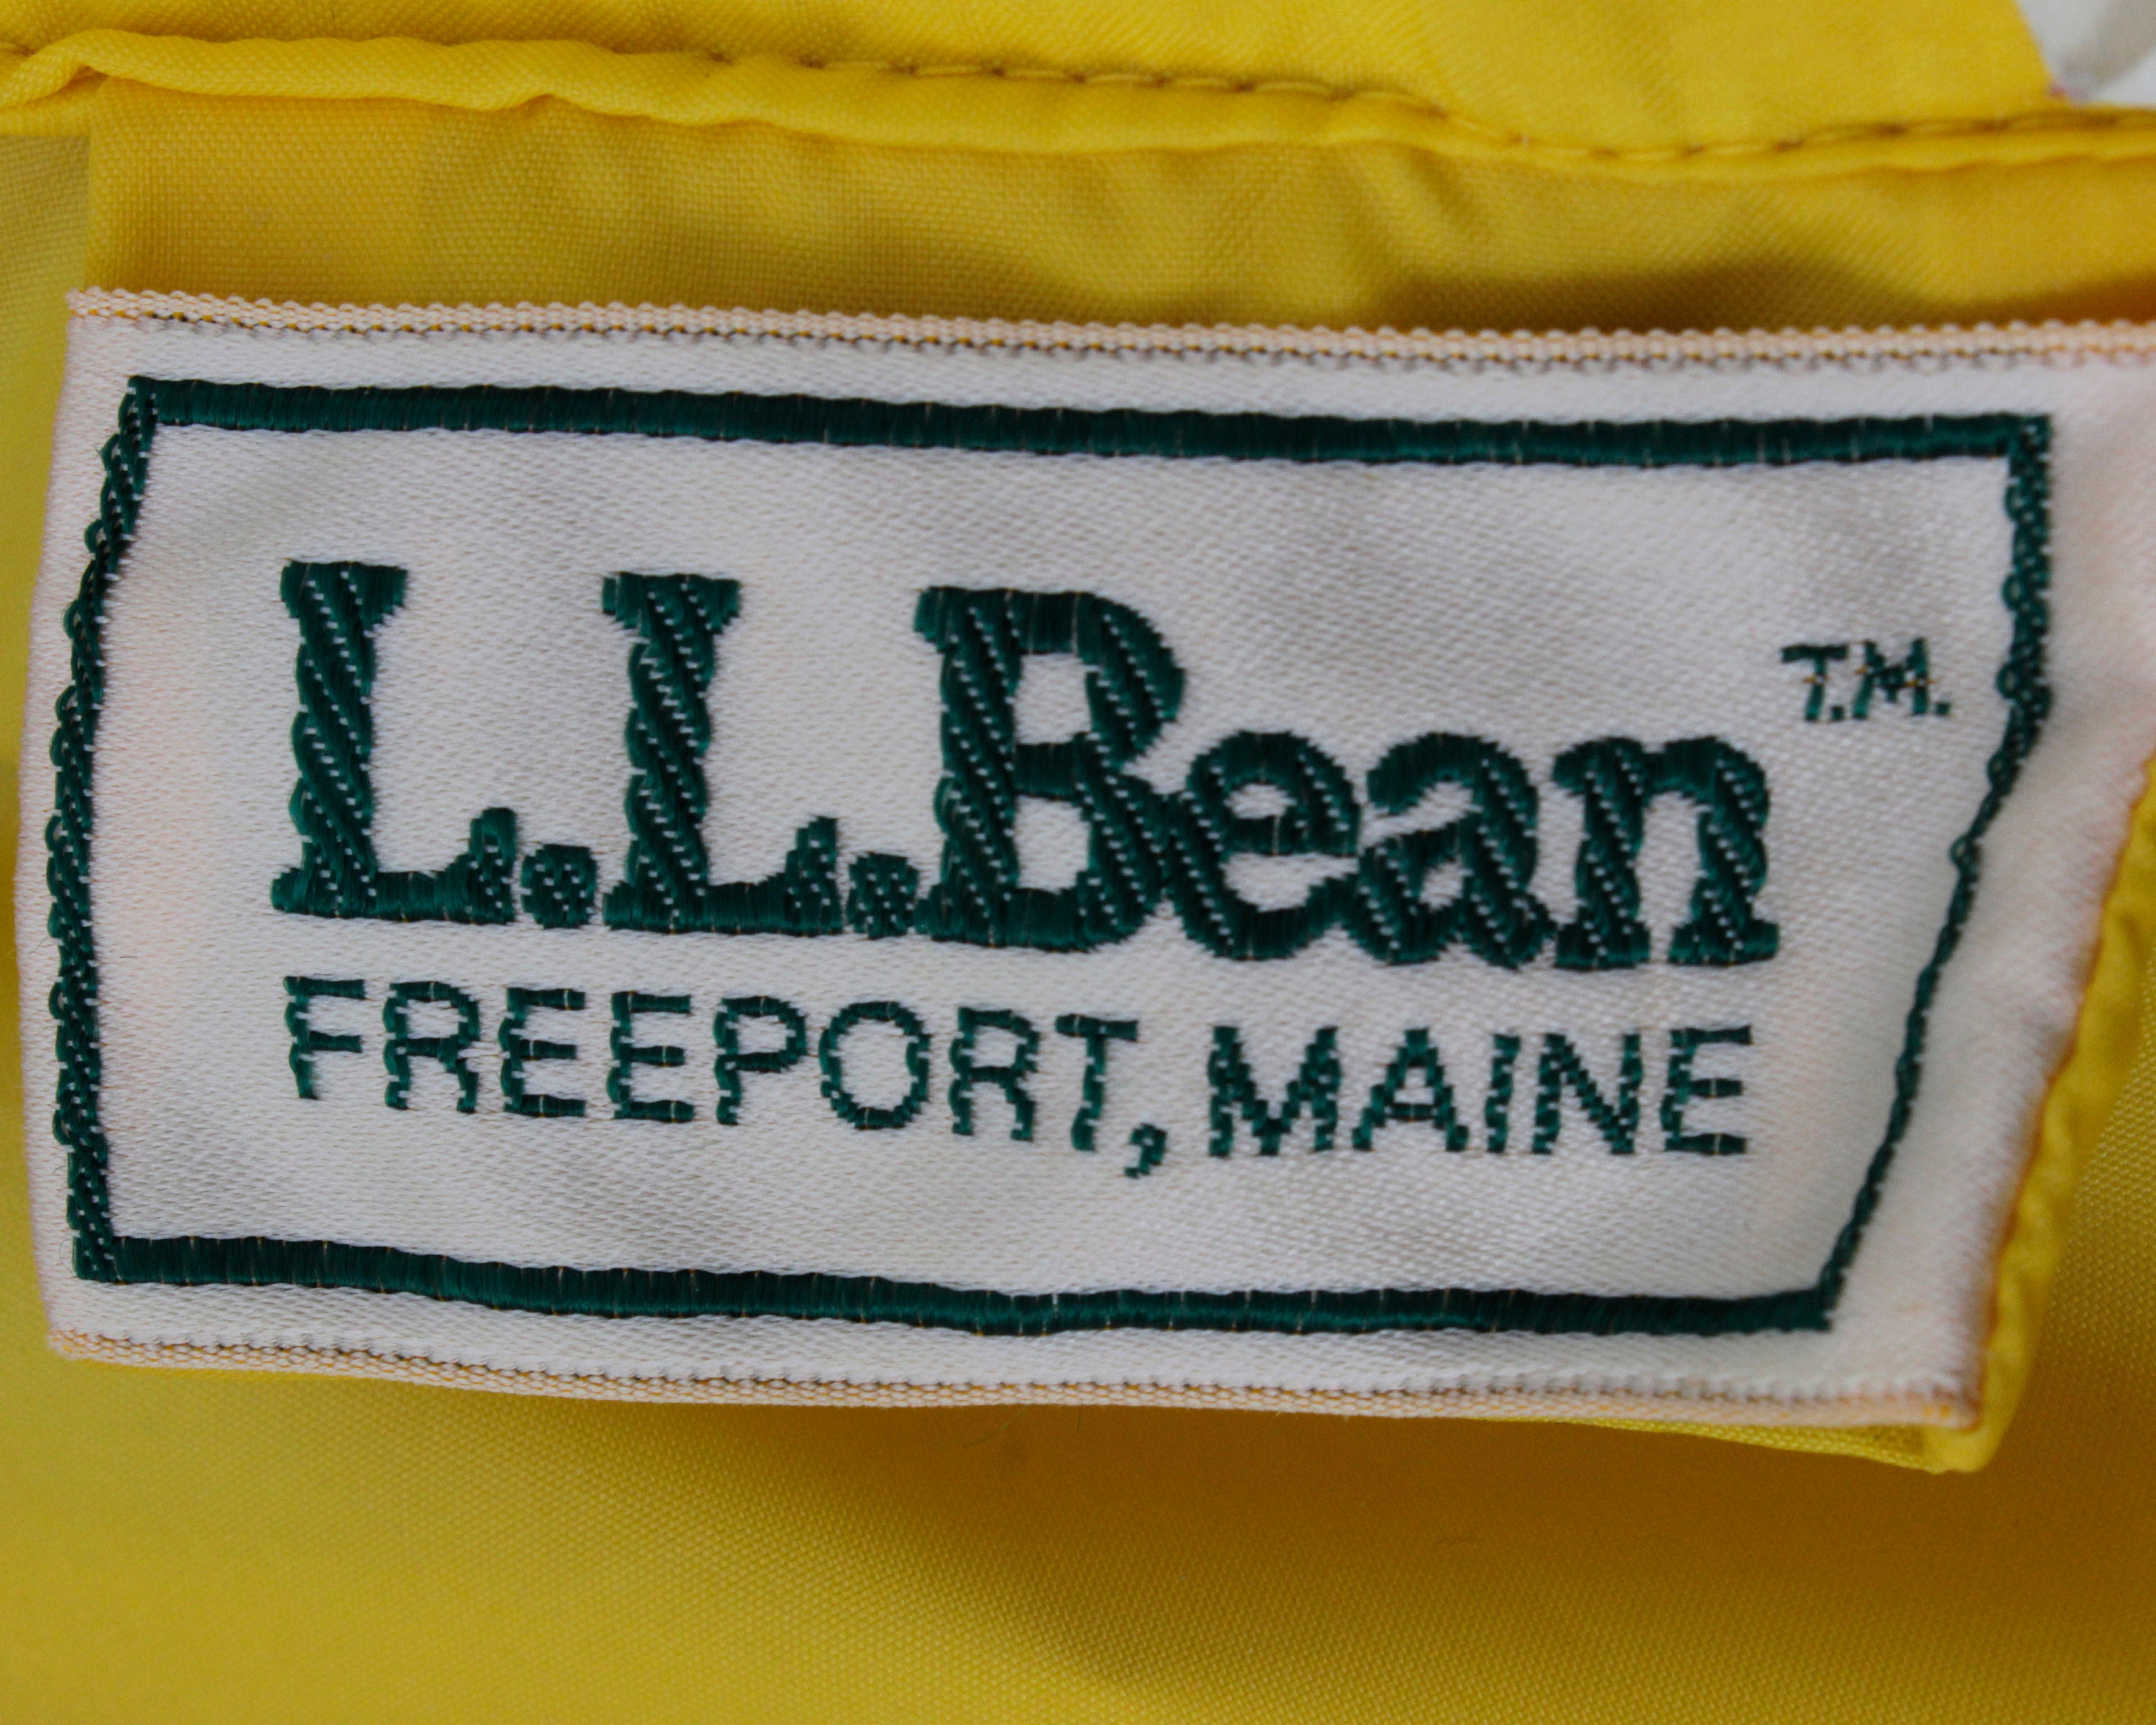 L.L.Bean T.M.
FREEPORT, MAINE